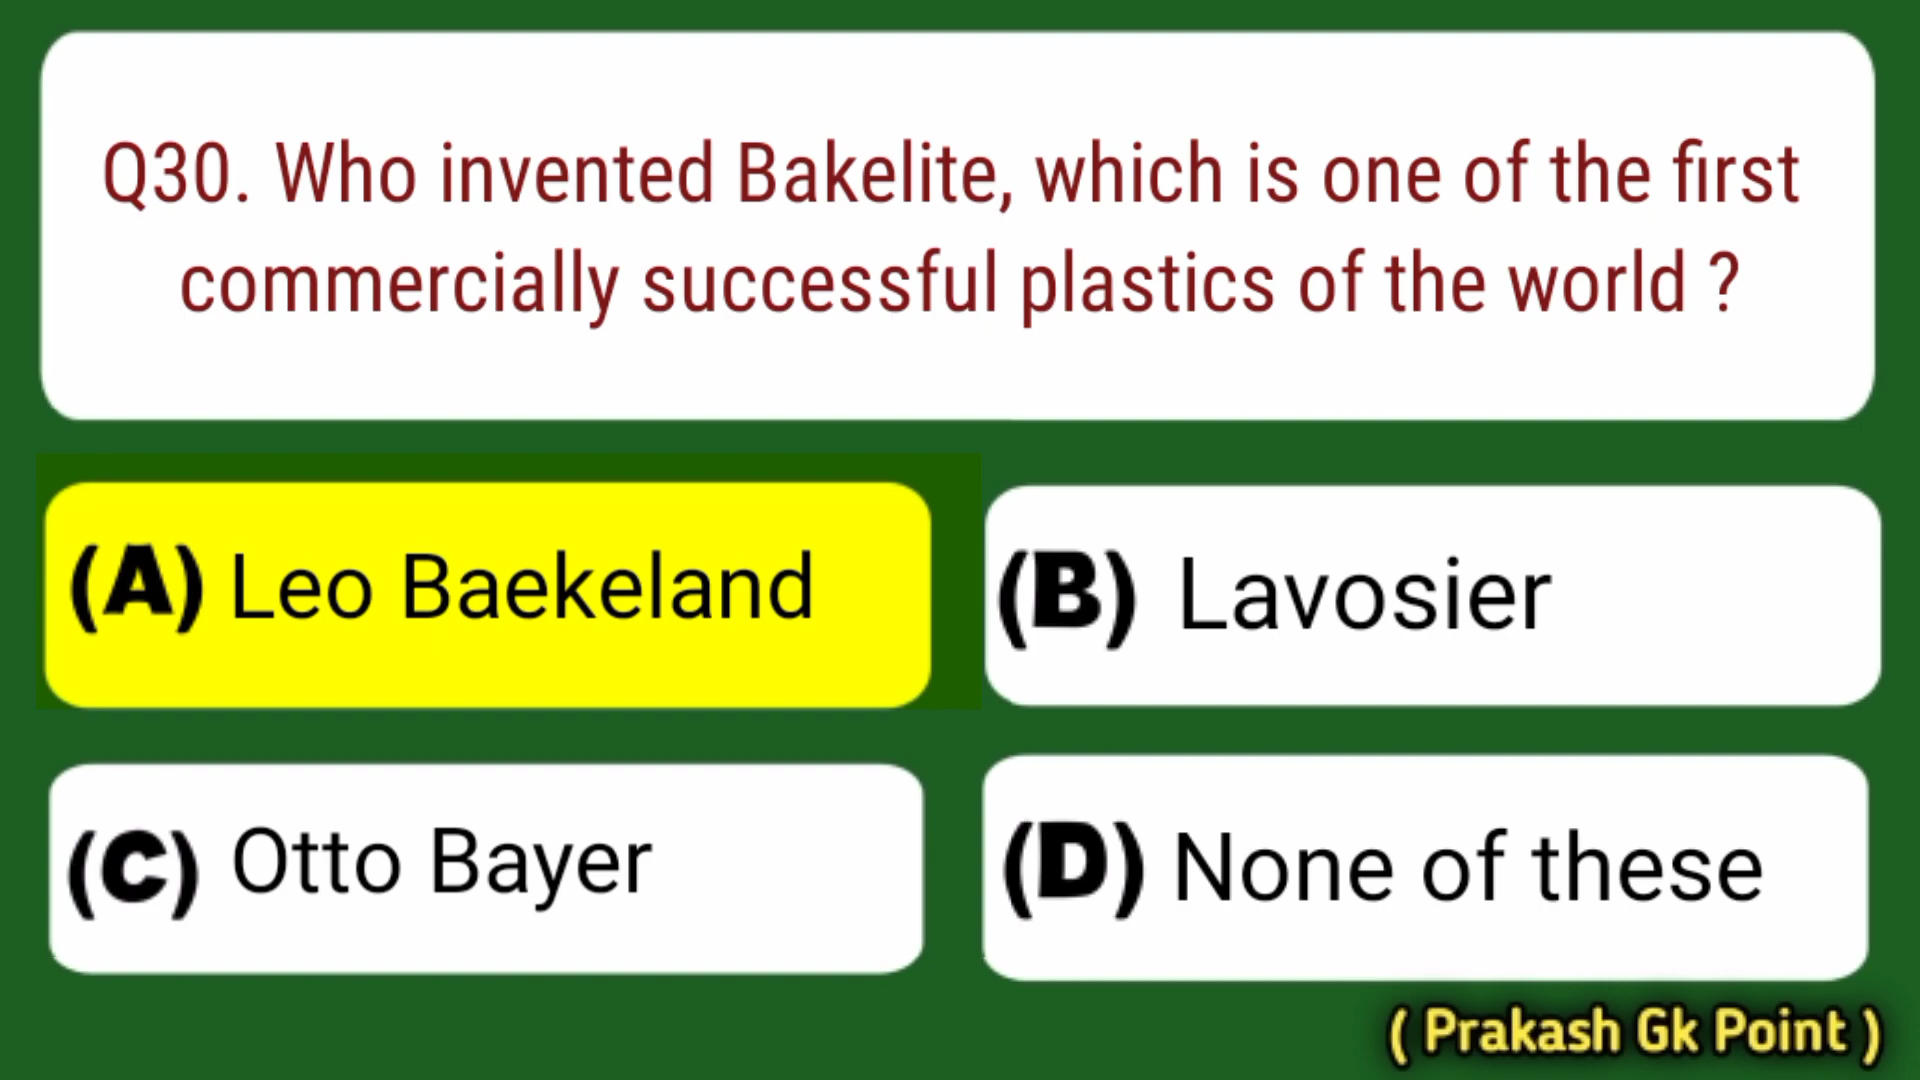 Q30. Who invented Bakelite, which is one of the first
commercially successful plastics of the world ?
(A) Leo Baekeland
(B) Lavosier
(C) Otto Bayer
(D) None of these
( Prakash Gk Point )